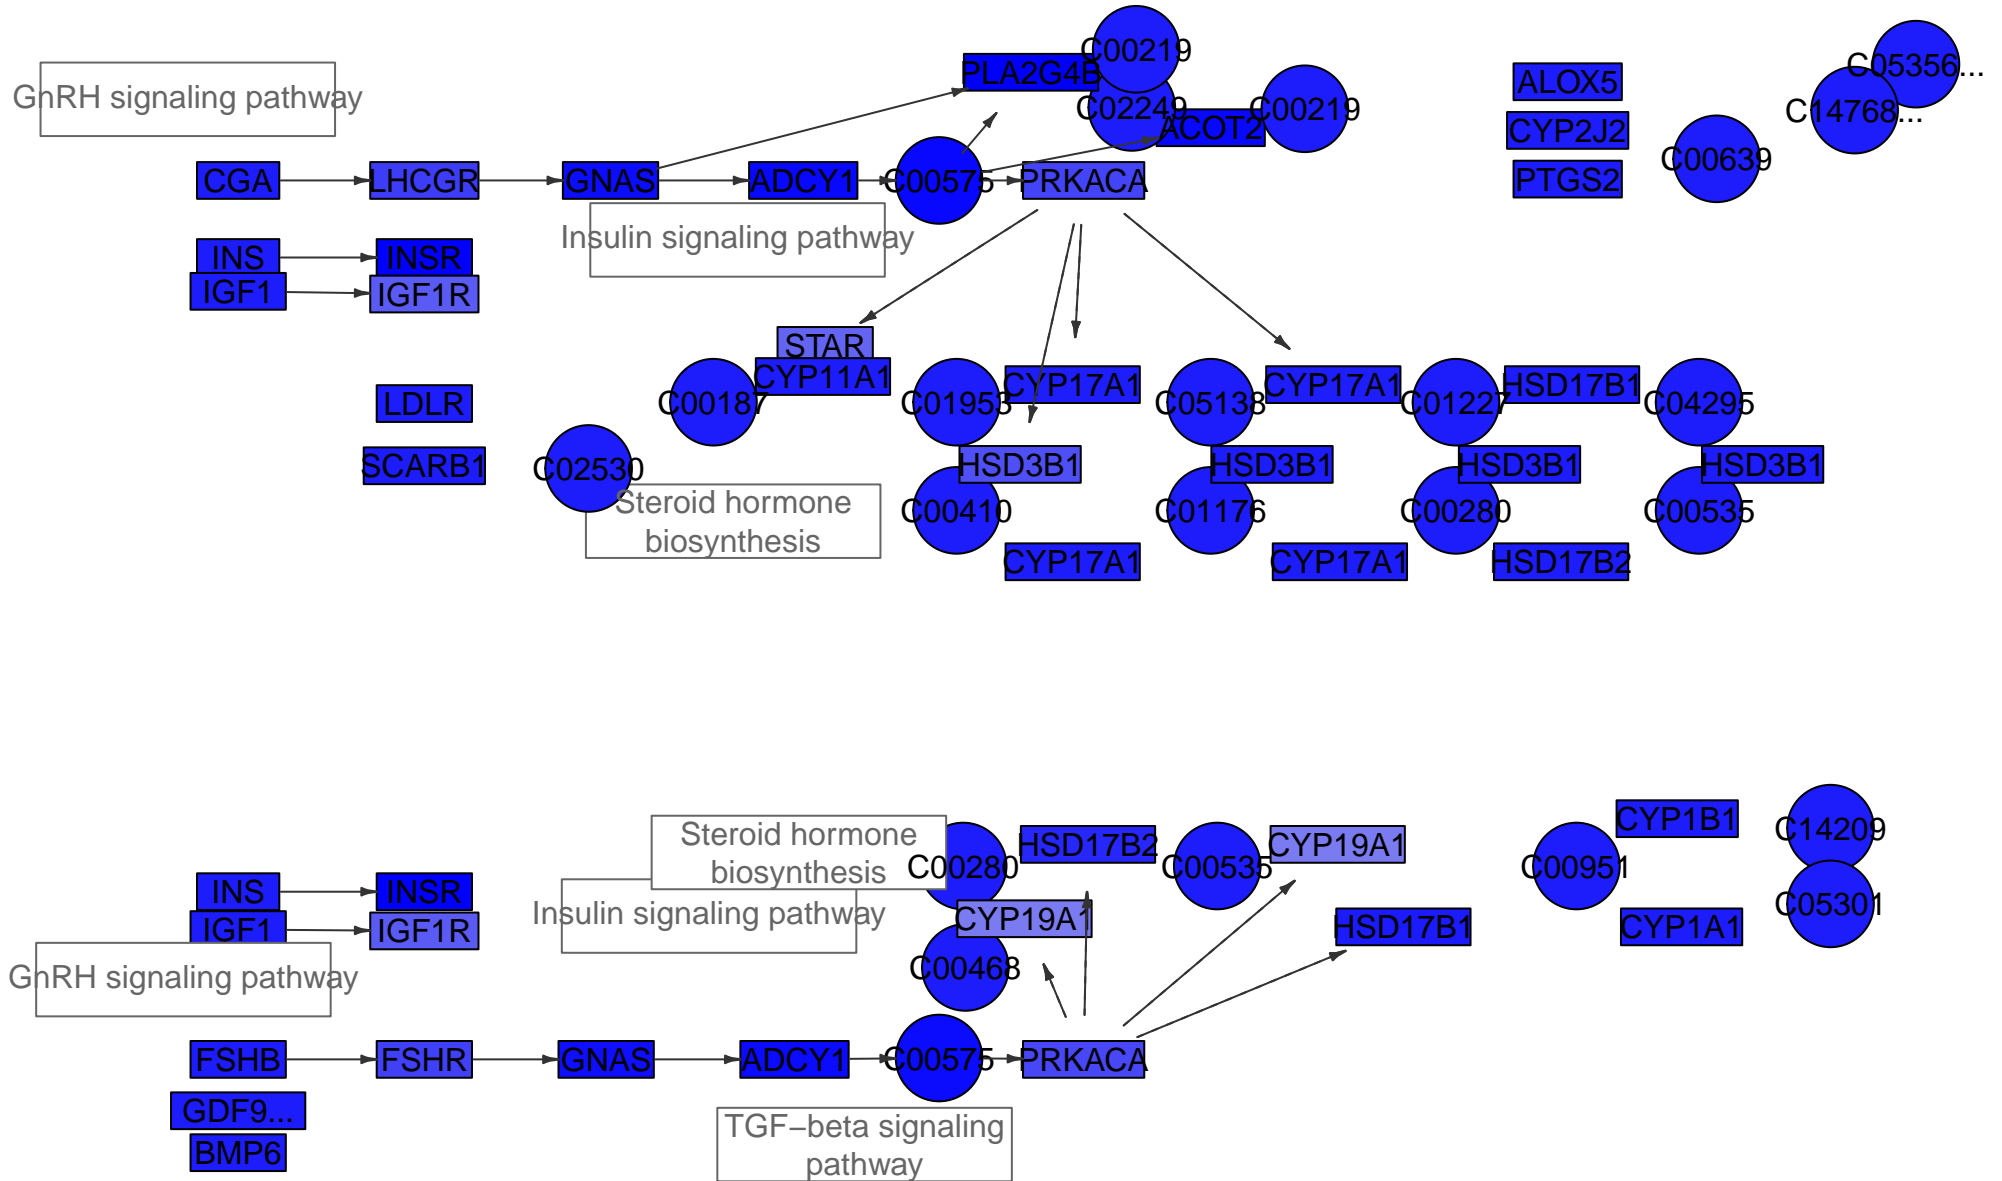 C00219
PLA2G4B
C05356...
GnRH signaling pathway
ALOX5
C02249
C00219
C14768...
ACOT2
CYP2J2
C00639
CGA
LHCGR
GNAS
ADCY1
C00575
PRKACA
PTGS2
Insulin signaling pathway
INS
INSR
IGF1
IGF1R
STAR
CYP11A1
CYP17A1
CYP17A1
HSD17B1
C00187
C01953
C05138
C01227
C04295
LDLR
SCARB1
C02530
HSD3B1
HSD3B1
HSD3B1
HSD3B1
Steroid hormone
biosynthesis
C00410
C01176
C00280
C00535
CYP17A1
CYP17A1
HSD17B2
Steroid hormone
biosynthesis
HSD17B2
CYP19A1
CYP1B1
C14209
C00280
C00535
C00951
INS
INSR
Insulin signaling pathway
CYP19A1
C05301
IGF1
IGF1R
HSD17B1
CYP1A1
GnRH signaling pathway
C00468
FSHB
FSHR
GNAS
ADCY1
C00575
PRKACA
GDF9...
BMP6
TGF−beta signaling
pathway